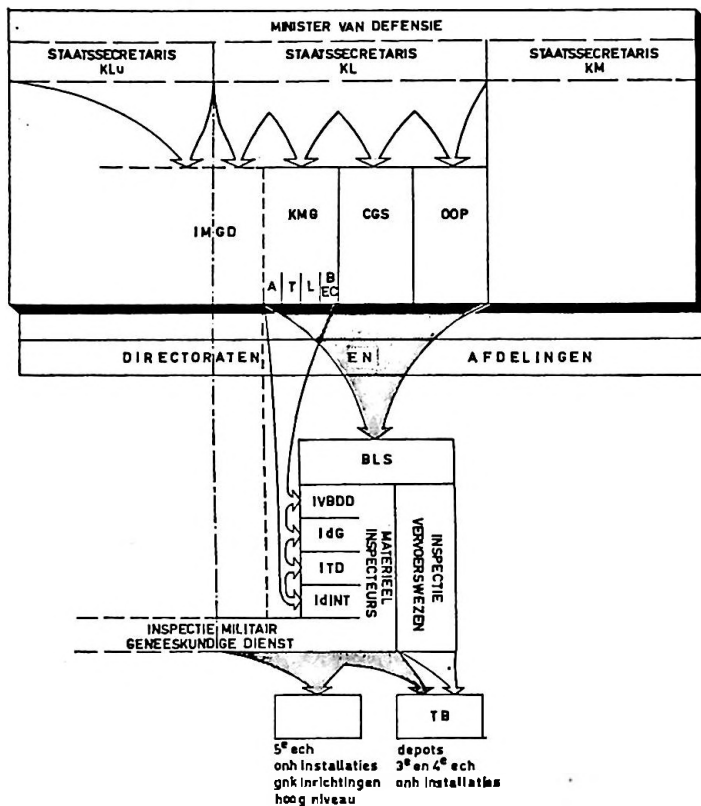 MINISTER VAN DEFENSIE
STAATSSECRETARIS
KLu
STAATSSECRETARIS
KL
STAATSSECRETARIS
KM
IMGD
KMG
CGS
OOP
A T L B
EC
DIRECTORATEN EN AFDELINGEN
BLS
IVBDD
IdG
ITD
IdINT
MATERIEEL
INSPECTEURS
INSPECTIE
VERVOERSWEZEN
INSPECTIE MILITAIR
GENEESKUNDIGE DIENST
TB
5e ech
onh installaties
gnk inrichtingen
hoog niveau
depots
3e en 4e ech
onh installaties